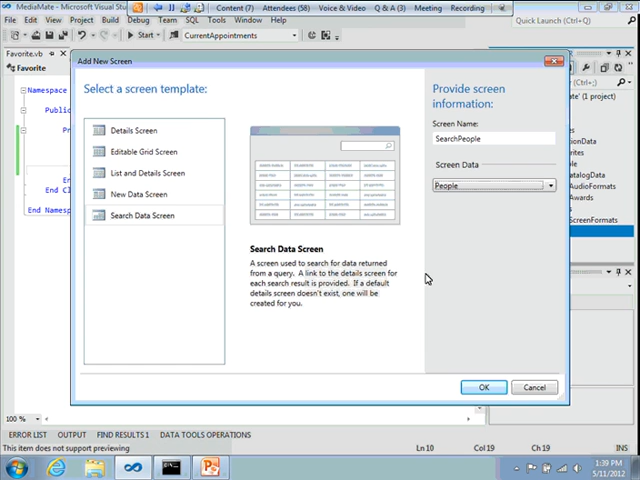 MediaMate - Microsoft Visual Stu
Content (7) Attendees (58) Voice & Video Q & A (3) Meeting Recording
File Edit View Project Build Debug Team SQL Tools Window
Quick Launch (Ctrl+Q)
Start CurrentAppointments
Favorite.vb
Favorite
Namespace
Public
Pr
End
End Cl
End Namesp
Add New Screen
Select a screen template:
Details Screen
Editable Grid Screen
List and Details Screen
New Data Screen
Search Data Screen
Search Data Screen
A screen used to search for data returned
from a query. A link to the details screen for
each search result is provided. If a default
details screen doesn't exist, one will be
created for you.
Provide screen
information:
Screen Name:
SearchPeople
Screen Data
People
OK
Cancel
ate' (1 project)
tionData
catalogData
AudioFormats
Awards
ScreenFormats
100 %
ERROR LIST OUTPUT FIND RESULTS 1 DATA TOOLS OPERATIONS
This item does not support previewing
Ln 10 Col 19 Ch 19 INS
1:39 PM
5/11/2012